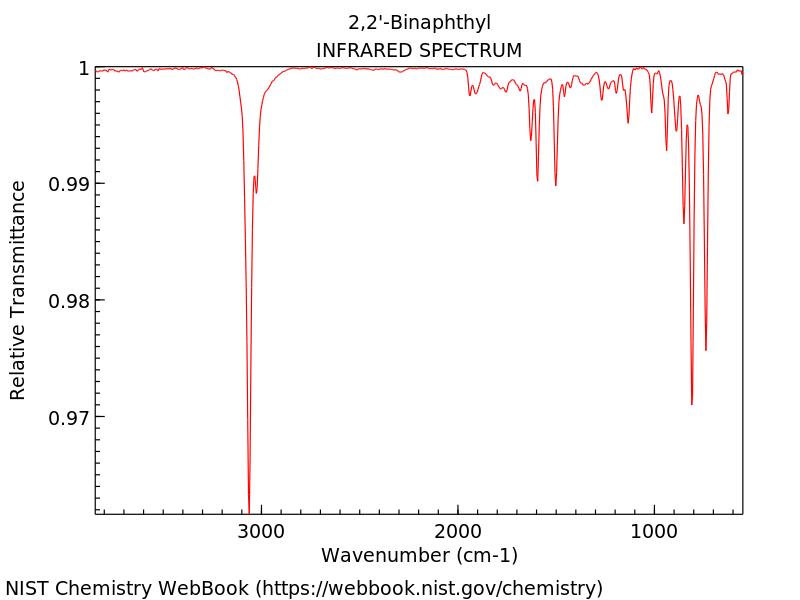 2,2'-Binaphthyl
INFRARED SPECTRUM
1
0.99
0.98
0.97
Relative Transmittance
3000 2000 1000
Wavenumber (cm-1)
NIST Chemistry WebBook (https://webbook.nist.gov/chemistry)